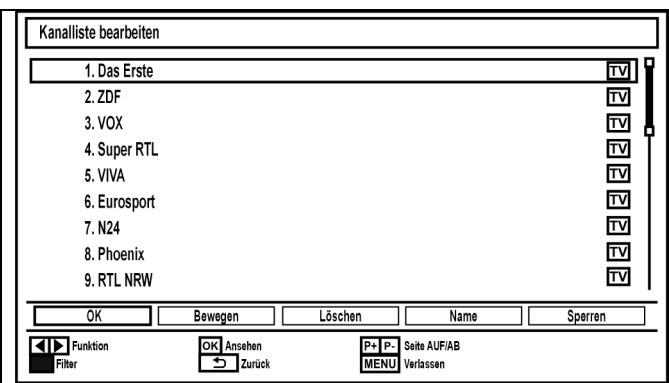 Kanalliste bearbeiten
1. Das Erste TV
2. ZDF TV
3. VOX TV
4. Super RTL TV
5. VIVA TV
6. Eurosport TV
7. N24 TV
8. Phoenix TV
9. RTL NRW TV
OK Bewegen Löschen Name Sperren
Funktion OK Ansehen P+ P- Seite AUF/AB
Filter Zurück MENU Verlassen